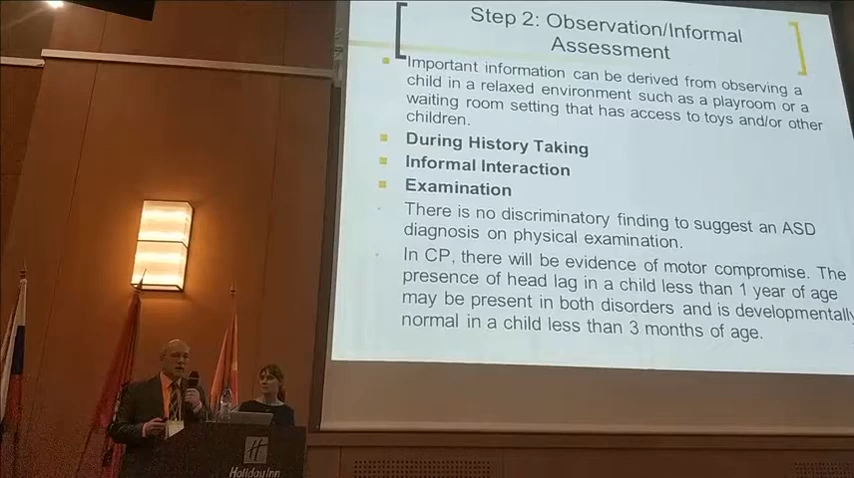 Step 2: Observation/Informal
Assessment
Important information can be derived from observing a
child in a relaxed environment such as a playroom or a
waiting room setting that has access to toys and/or other
children.
During History Taking
Informal Interaction
Examination
There is no discriminatory finding to suggest an ASD
diagnosis on physical examination.
In CP, there will be evidence of motor compromise. The
presence of head lag in a child less than 1 year of age
may be present in both disorders and is developmentally
normal in a child less than 3 months of age.
H
Holiday Inn